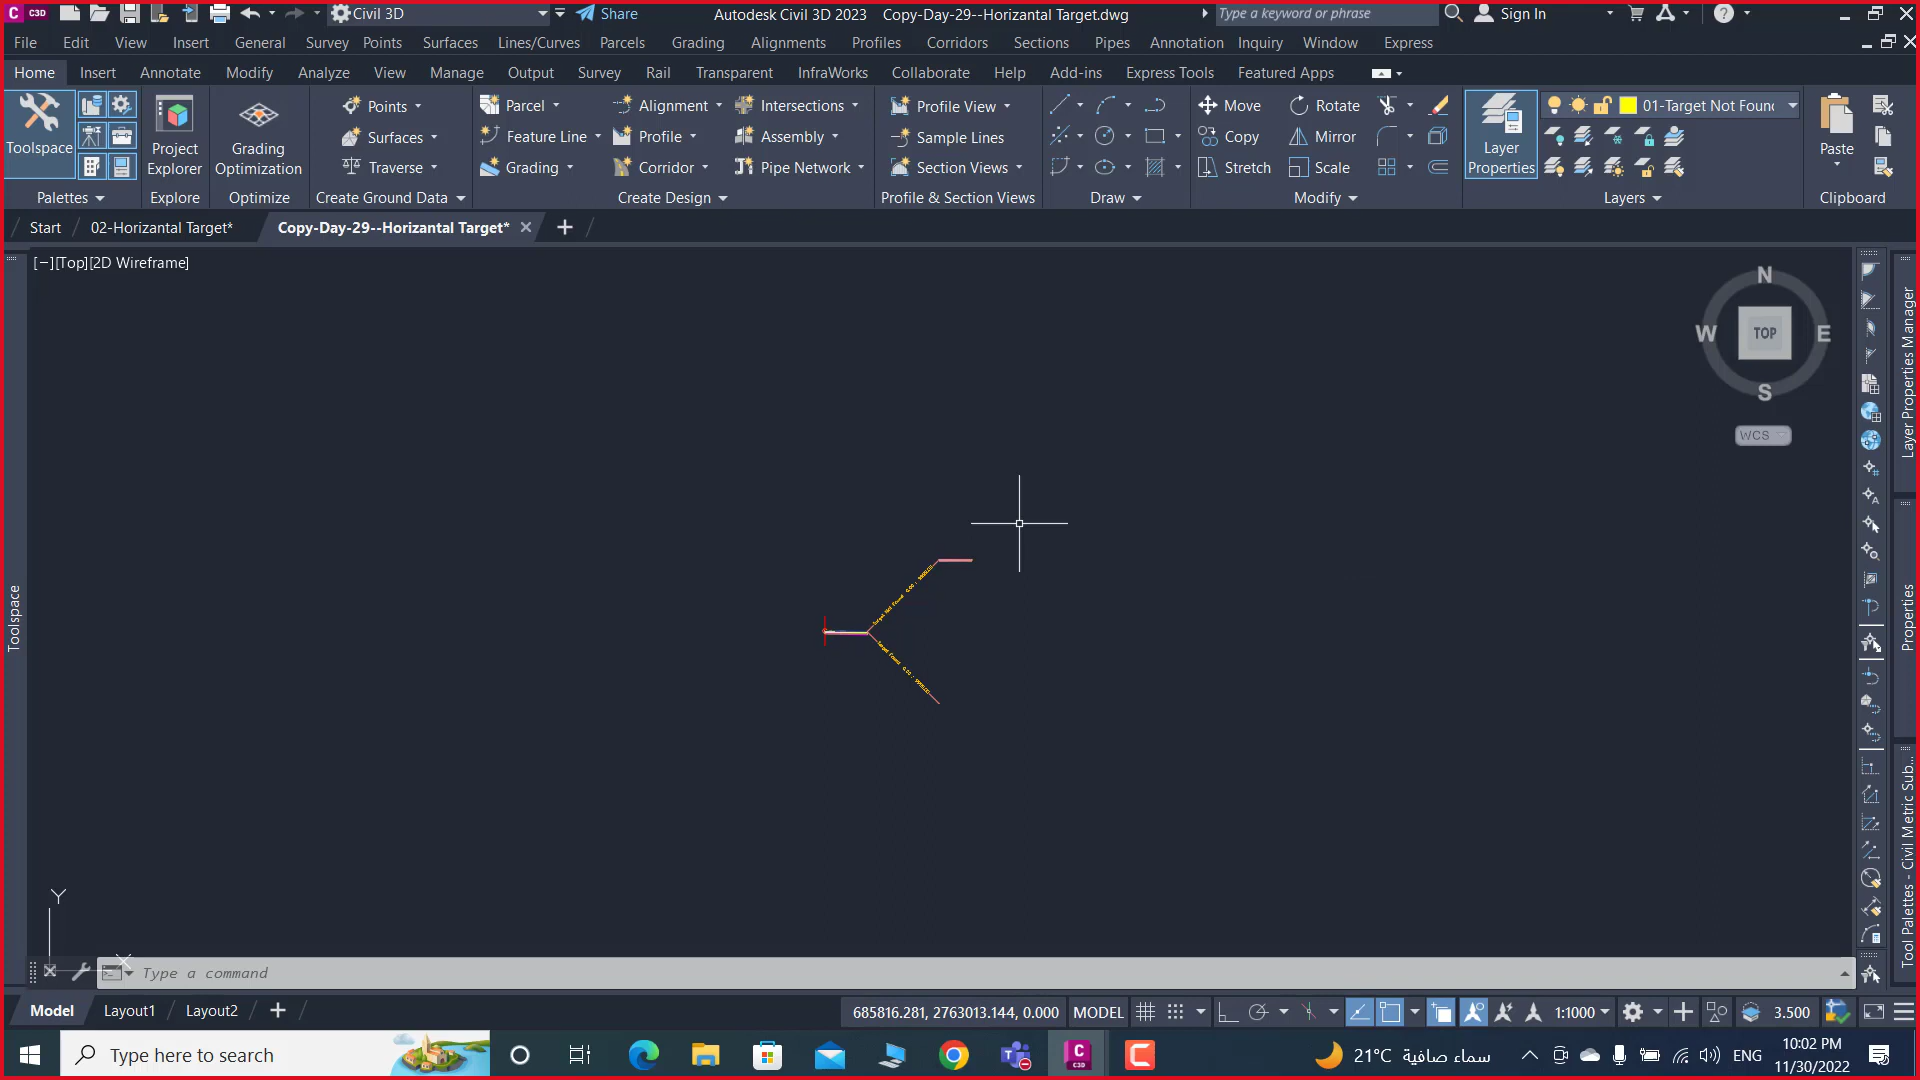 C3D Civil 3D Share Autodesk Civil 3D 2023 Copy-Day-29--Horizantal Target.dwg Type a keyword or phrase Sign In
File Edit View Insert General Survey Points Surfaces Lines/Curves Parcels Grading Alignments Profiles Corridors Sections Pipes Annotation Inquiry Window Express
Home Insert Annotate Modify Analyze View Manage Output Survey Rail Transparent InfraWorks Collaborate Help Add-ins Express Tools Featured Apps
Points Parcel Alignment Intersections Profile View Move Rotate 01-Target Not Found
Surfaces Feature Line Profile Assembly Sample Lines Copy Mirror
Toolspace Project Explorer Grading Optimization Layer Properties Paste
Traverse Grading Corridor Pipe Network Section Views Stretch Scale
Palettes Explore Optimize Create Ground Data Create Design Profile & Section Views Draw Modify Layers Clipboard
Start 02-Horizantal Target* Copy-Day-29--Horizantal Target*
[–][Top][2D Wireframe]
N
W TOP E
S
WCS
Layer Properties Manager
Properties
Tool Palettes - Civil Metric Sub...
Toolspace
Target Not Found
Target Found
Y
X
Type a command
Model Layout1 Layout2 685816.281, 2763013.144, 0.000 MODEL 1:1000 3.500
Type here to search 21°C سماء صافية ENG 10:02 PM
11/30/2022